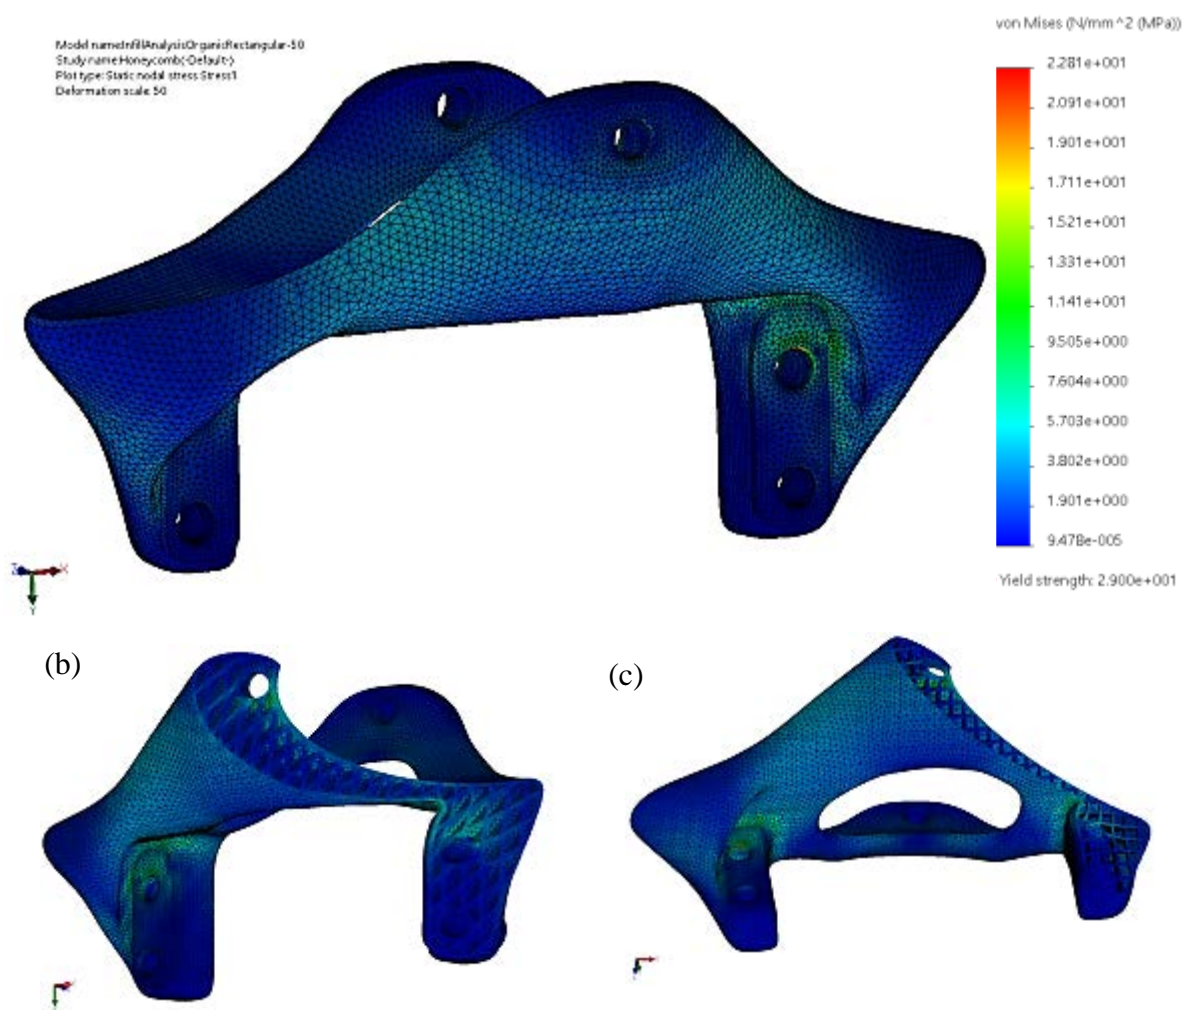 Model name:InfillAnalysisOrganicRectangular-50
Study name:Honeycomb(-Default-)
Plot type: Static nodal stress Stress1
Deformation scale: 50
von Mises (N/mm^2 (MPa))
2.281e+001
2.091e+001
1.901e+001
1.711e+001
1.521e+001
1.331e+001
1.141e+001
9.505e+000
7.604e+000
5.703e+000
3.802e+000
1.901e+000
9.478e-005
Yield strength: 2.900e+001
Z X
Y
(b)
(c)